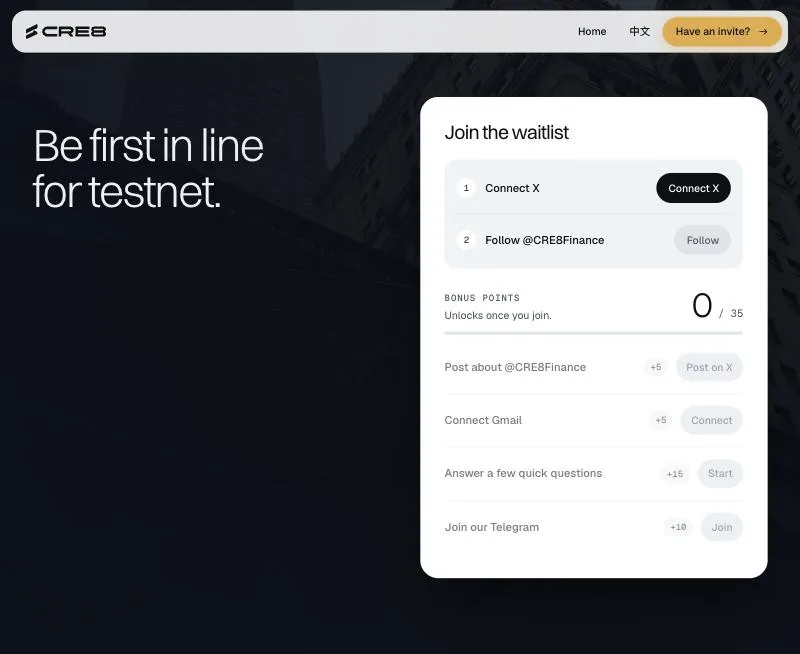 CRE8
Home
中文
Have an invite? →
Be first in line
for testnet.
Join the waitlist
1 Connect X Connect X
2 Follow @CRE8Finance Follow
BONUS POINTS
Unlocks once you join.
0 / 35
Post about @CRE8Finance +5 Post on X
Connect Gmail +5 Connect
Answer a few quick questions +15 Start
Join our Telegram +10 Join